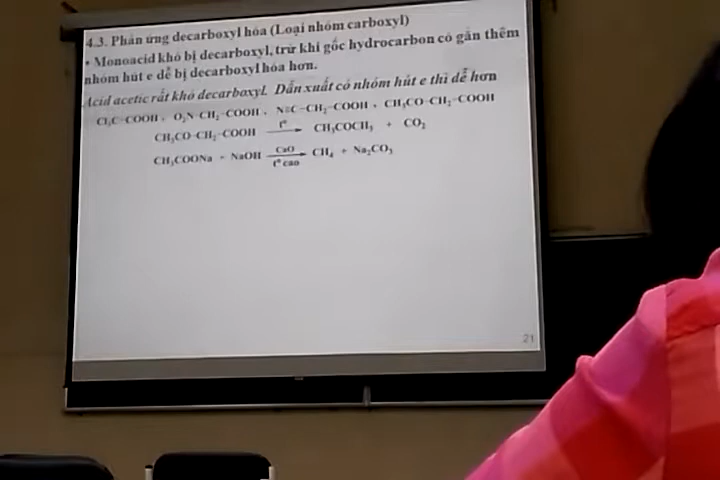 4.3. Phản ứng decarboxyl hóa (Loại nhóm carboxyl)
• Monoacid khó bị decarboxyl, trừ khi gốc hydrocarbon có gắn thêm
nhóm hút e dễ bị decarboxyl hóa hơn.
Acid acetic rất khó decarboxyl. Dẫn xuất có nhóm hút e thì dễ hơn
Cl₃C-COOH , O₂N-CH₂-COOH , N≡C-CH₂-COOH , CH₃CO-CH₂-COOH
CH₃CO-CH₂-COOH t° → CH₃COCH₃ + CO₂
CH₃COONa + NaOH CaO t° cao → CH₄ + Na₂CO₃
21